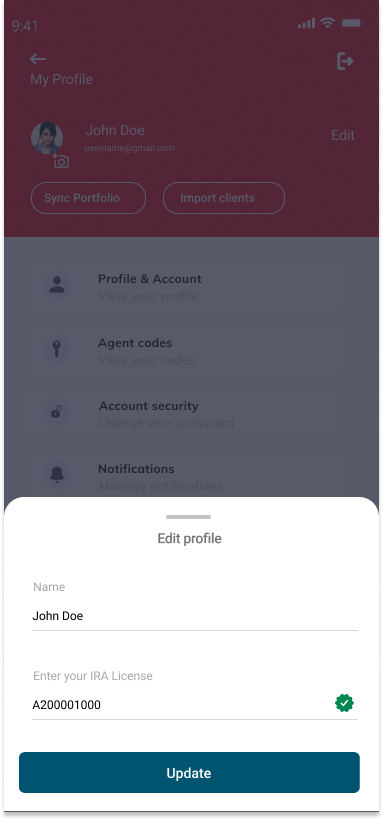 9:41
My Profile
John Doe
username@gmail.com
Edit
Sync Portfolio
Import clients
Profile & Account
View your profile
Agent codes
View your codes
Account security
Change your password
Notifications
Manage notifications
Edit profile
Name
John Doe
Enter your IRA License
A200001000
Update